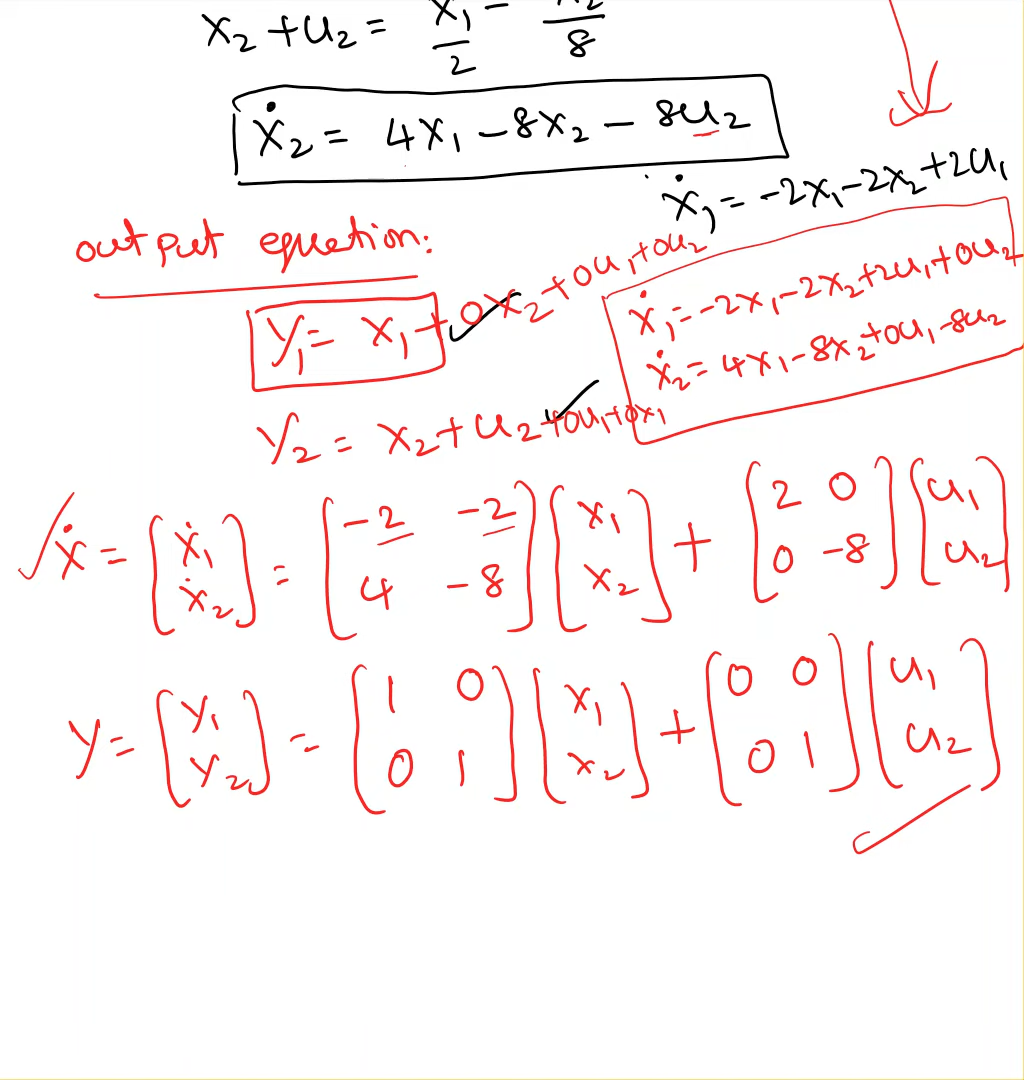 x₂ + u₂ = x₁/2 - ẋ₂/8
ẋ₂ = 4x₁ - 8x₂ - 8u₂
ẋ₁ = -2x₁ - 2x₂ + 2u₁
output equation:
y₁ = x₁ + 0x₂ + 0u₁ + 0u₂
ẋ₁ = -2x₁ - 2x₂ + 2u₁ + 0u₂
ẋ₂ = 4x₁ - 8x₂ + 0u₁ - 8u₂
y₂ = x₂ + u₂ + 0u₁ + 0x₁
ẋ = [ẋ₁; ẋ₂] = [-2 -2; 4 -8] [x₁; x₂] + [2 0; 0 -8] [u₁; u₂]
y = [y₁; y₂] = [1 0; 0 1] [x₁; x₂] + [0 0; 0 1] [u₁; u₂]